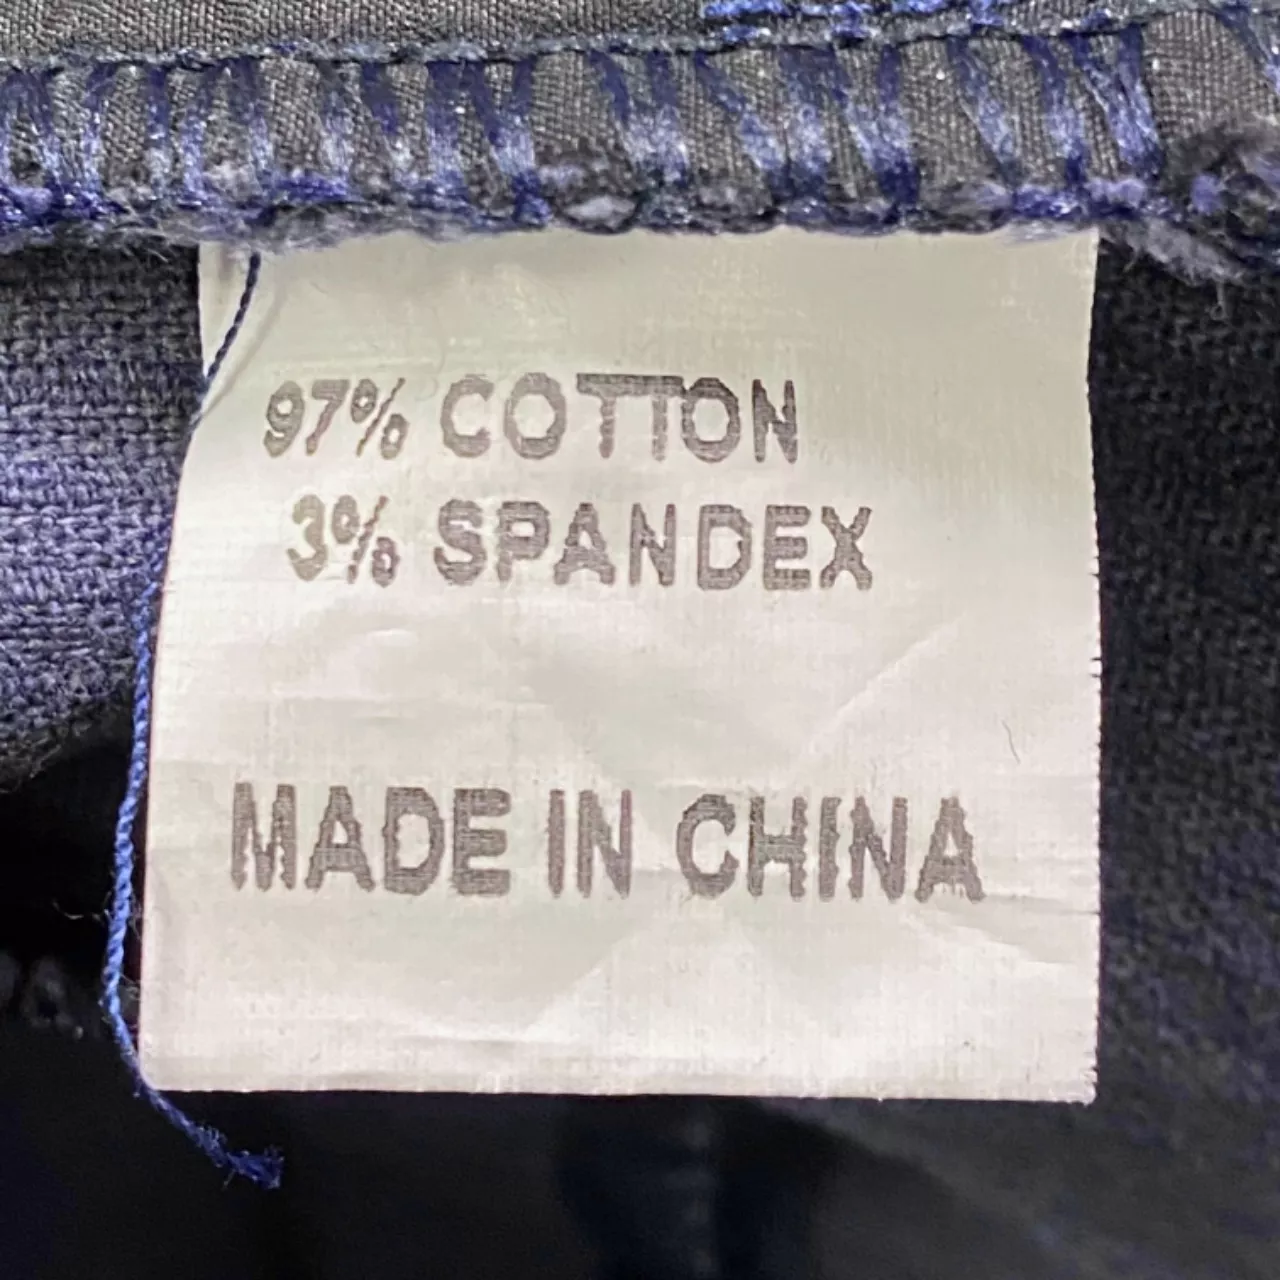 97% COTTON
3% SPANDEX
MADE IN CHINA